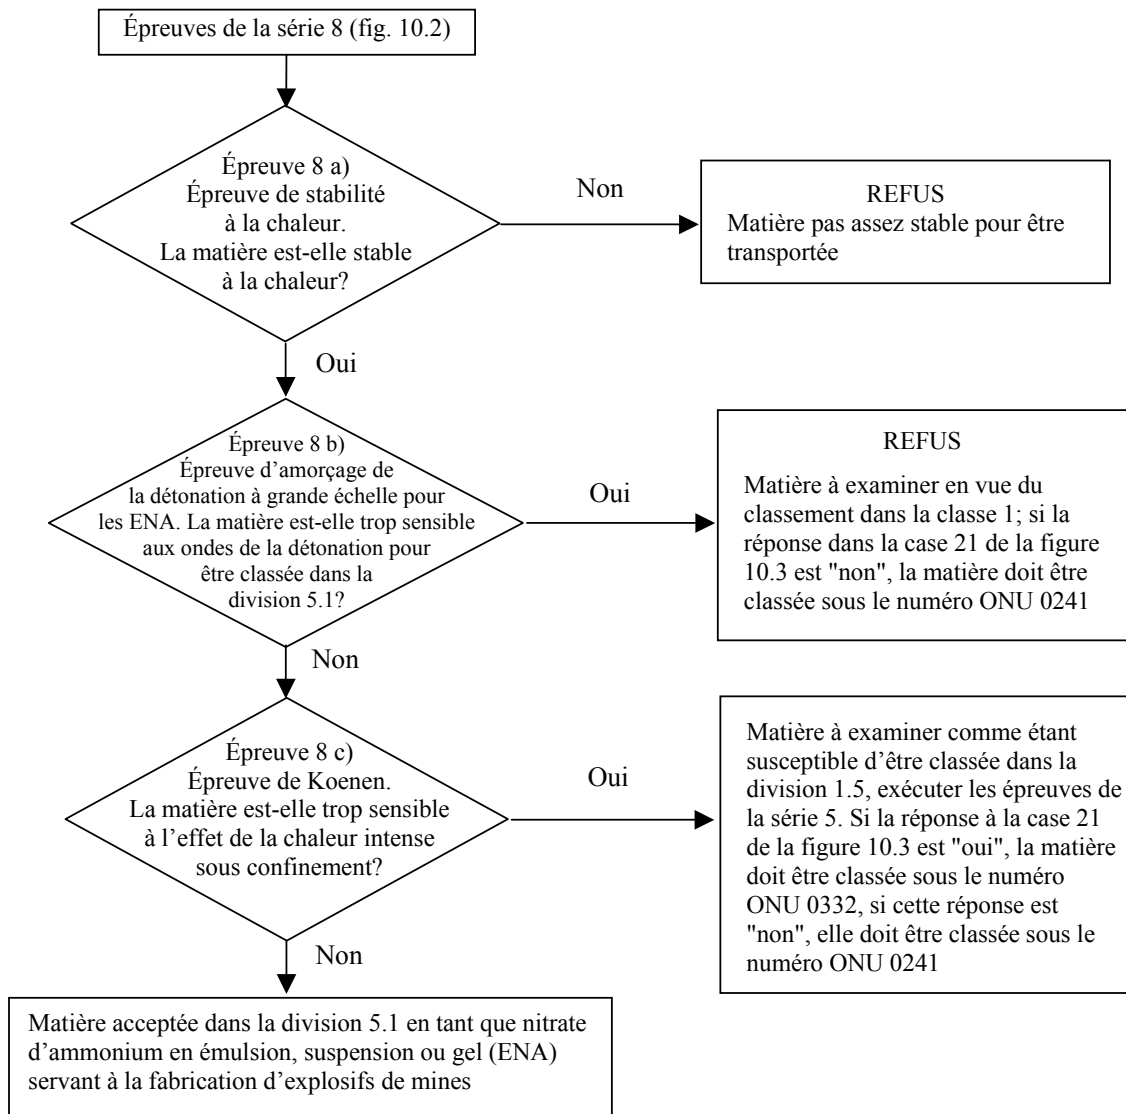 Épreuves de la série 8 (fig. 10.2)
Épreuve 8 a)
Épreuve de stabilité
à la chaleur.
La matière est-elle stable
à la chaleur?
Non
REFUS
Matière pas assez stable pour être
transportée
Oui
Épreuve 8 b)
Épreuve d’amorçage de
la détonation à grande échelle pour
les ENA. La matière est-elle trop sensible
aux ondes de la détonation pour
être classée dans la
division 5.1?
Oui
REFUS
Matière à examiner en vue du
classement dans la classe 1; si la
réponse dans la case 21 de la figure
10.3 est "non", la matière doit être
classée sous le numéro ONU 0241
Non
Épreuve 8 c)
Épreuve de Koenen.
La matière est-elle trop sensible
à l’effet de la chaleur intense
sous confinement?
Oui
Matière à examiner comme étant
susceptible d’être classée dans la
division 1.5, exécuter les épreuves de
la série 5. Si la réponse à la case 21
de la figure 10.3 est "oui", la matière
doit être classée sous le numéro
ONU 0332, si cette réponse est
"non", elle doit être classée sous le
numéro ONU 0241
Non
Matière acceptée dans la division 5.1 en tant que nitrate
d’ammonium en émulsion, suspension ou gel (ENA)
servant à la fabrication d’explosifs de mines